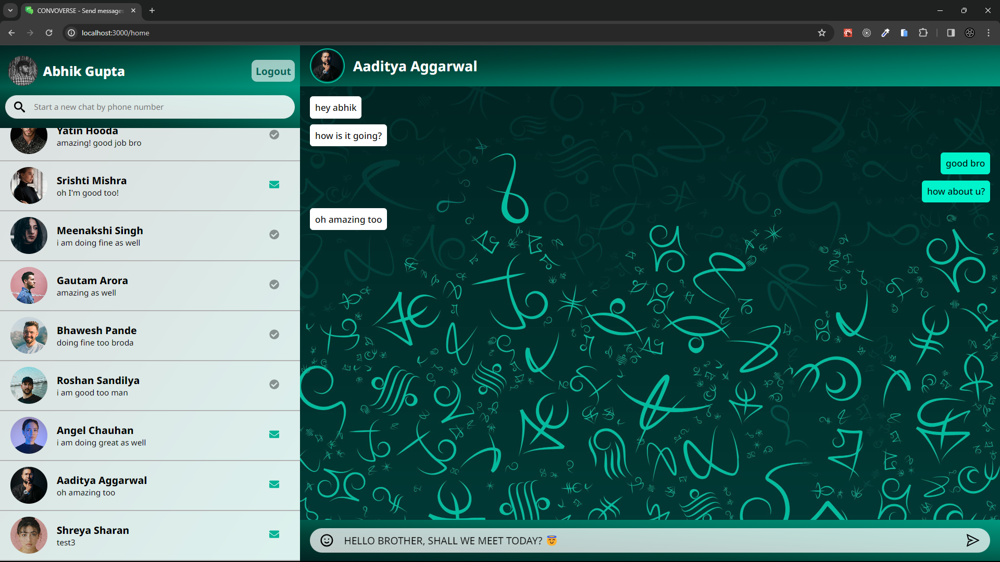 CONVOVERSE - Send messages
localhost:3000/home
Abhik Gupta
Logout
Start a new chat by phone number
Yatin Hooda
amazing! good job bro
Srishti Mishra
oh I'm good too!
Meenakshi Singh
i am doing fine as well
Gautam Arora
amazing as well
Bhawesh Pande
doing fine too broda
Roshan Sandilya
i am good too man
Angel Chauhan
i am doing great as well
Aaditya Aggarwal
oh amazing too
Shreya Sharan
test3
Aaditya Aggarwal
hey abhik
how is it going?
good bro
how about u?
oh amazing too
HELLO BROTHER, SHALL WE MEET TODAY? 😇